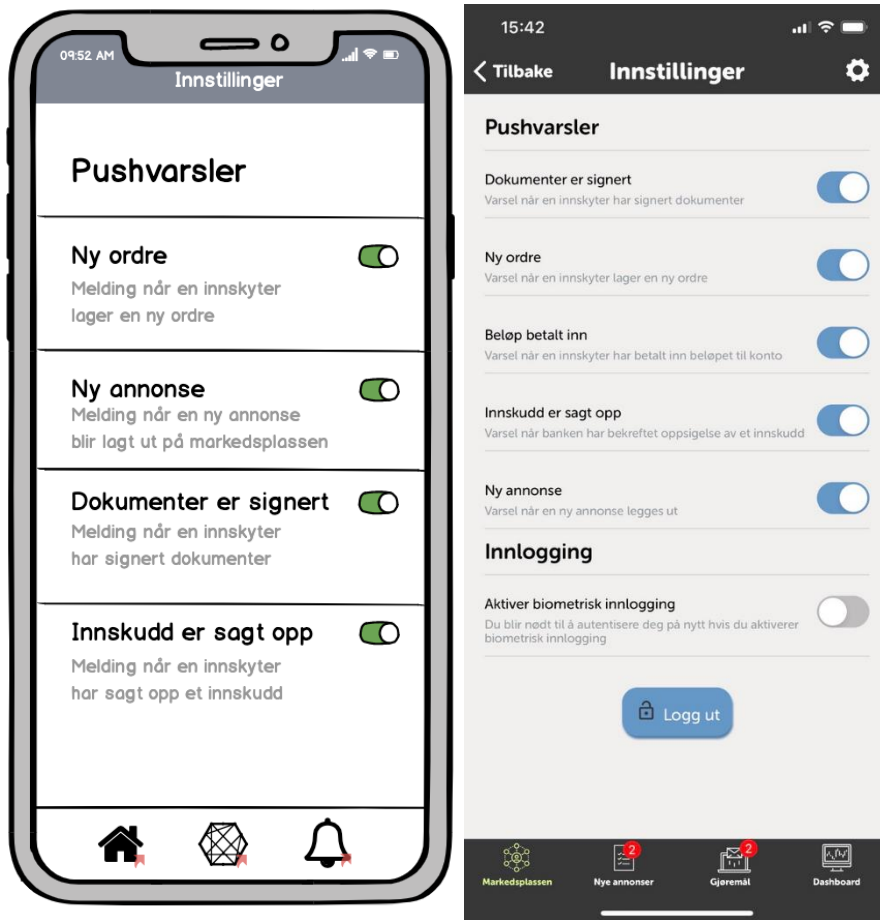 09:52 AM
Innstillinger
Pushvarsler
Ny ordre
Melding når en innskyter
lager en ny ordre
Ny annonse
Melding når en ny annonse
blir lagt ut på markedsplassen
Dokumenter er signert
Melding når en innskyter
har signert dokumenter
Innskudd er sagt opp
Melding når en innskyter
har sagt opp et innskudd
15:42
Tilbake
Innstillinger
Pushvarsler
Dokumenter er signert
Varsel når en innskyter har signert dokumenter
Ny ordre
Varsel når en innskyter lager en ny ordre
Beløp betalt inn
Varsel når en innskyter har betalt inn beløpet til konto
Innskudd er sagt opp
Varsel når banken har bekreftet oppsigelse av et innskudd
Ny annonse
Varsel når en ny annonse legges ut
Innlogging
Aktiver biometrisk innlogging
Du blir nødt til å autentisere deg på nytt hvis du aktiverer
biometrisk innlogging
Logg ut
2
2
Markedsplassen
Nye annonser
Gjøremål
Dashboard